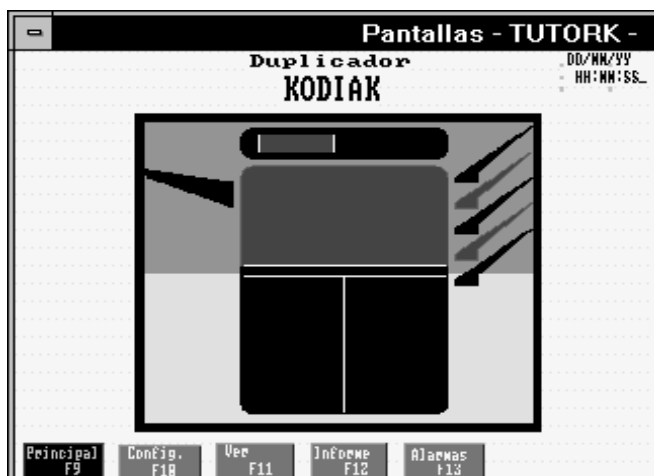 Pantallas - TUTORK -
Duplicador
KODIAK
DD/MM/YY
HH:MM:SS_
Principal
F9
Config.
F10
Ver
F11
Informe
F12
Alarmas
F13